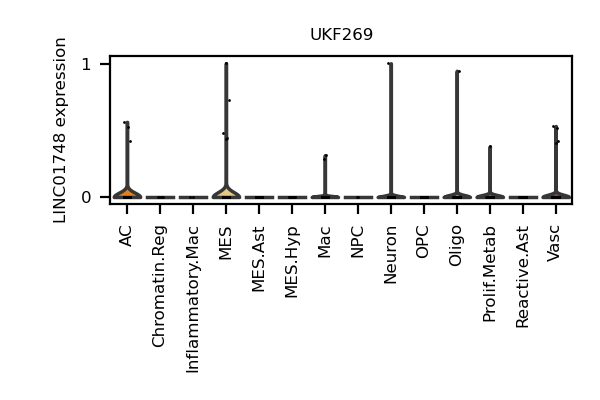 UKF269
LINC01748 expression
1
0
AC
Chromatin.Reg
Inflammatory.Mac
MES
MES.Ast
MES.Hyp
Mac
NPC
Neuron
OPC
Oligo
Prolif.Metab
Reactive.Ast
Vasc